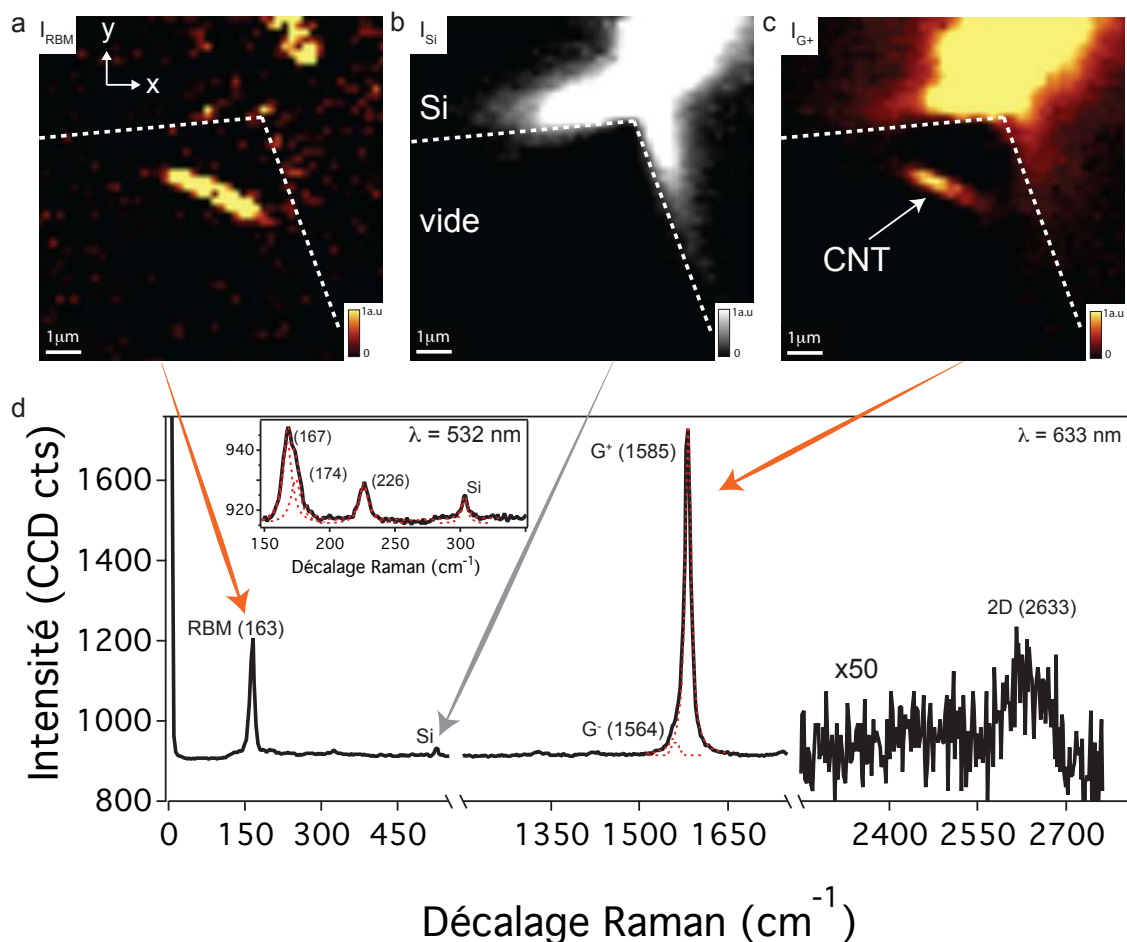 a I_RBM
y
x
1μm
1a.u
0
b I_Si
Si
vide
1μm
1a.u
0
c I_G+
CNT
1μm
1a.u
0
d
Intensité (CCD cts)
1600
1400
1200
1000
800
λ = 532 nm
940
920
(167)
(174)
(226)
Si
150 200 250 300
Décalage Raman (cm⁻¹)
λ = 633 nm
G⁺ (1585)
RBM (163)
Si
G⁻ (1564)
x50
2D (2633)
0 150 300 450 1350 1500 1650 2400 2550 2700
Décalage Raman (cm⁻¹)